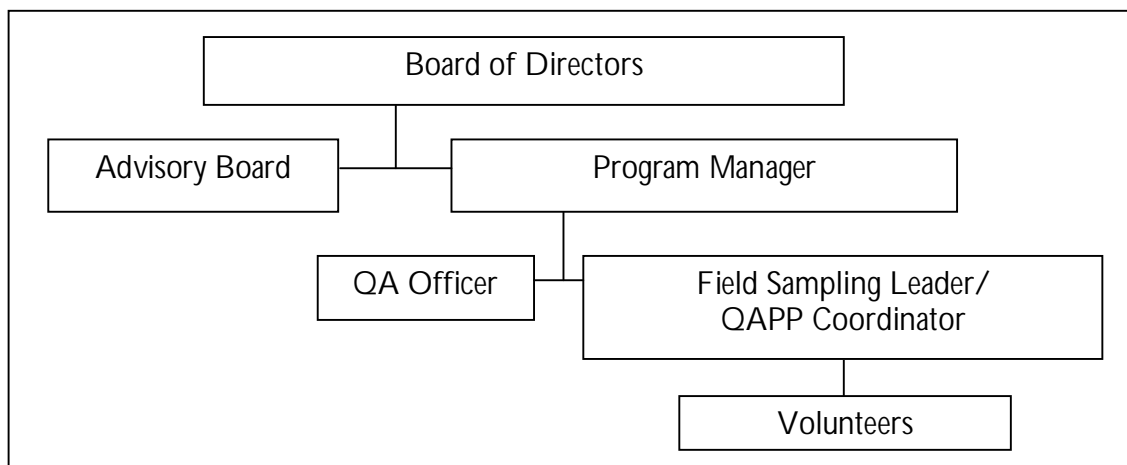 Board of Directors
Advisory Board
Program Manager
QA Officer
Field Sampling Leader/
QAPP Coordinator
Volunteers